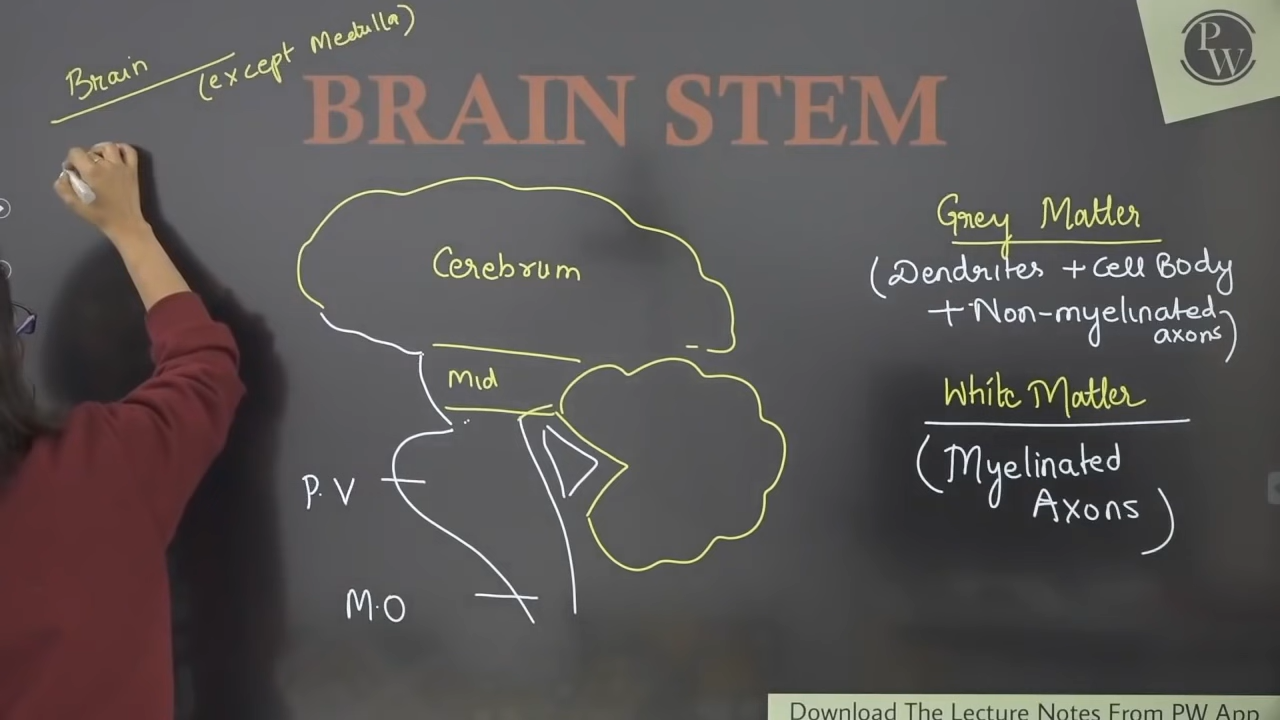 Brain
(except Medulla)
BRAIN STEM
PW
Cerebrum
Mid
P.V
M.O
Grey Matter
(Dendrites + Cell Body
+ Non-myelinated
axons)
White Matter
(Myelinated
Axons)
Download The Lecture Notes From PW App